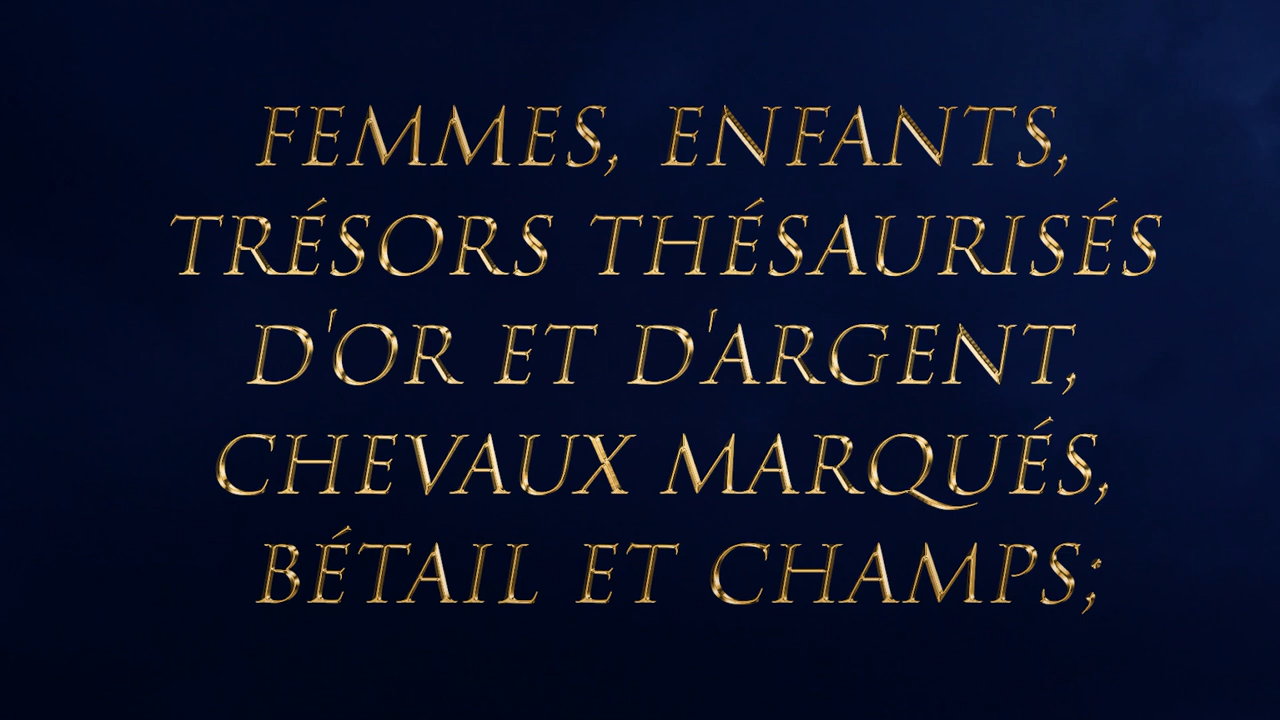 FEMMES, ENFANTS,
TRÉSORS THÉSAURISÉS
D'OR ET D'ARGENT,
CHEVAUX MARQUÉS,
BÉTAIL ET CHAMPS;